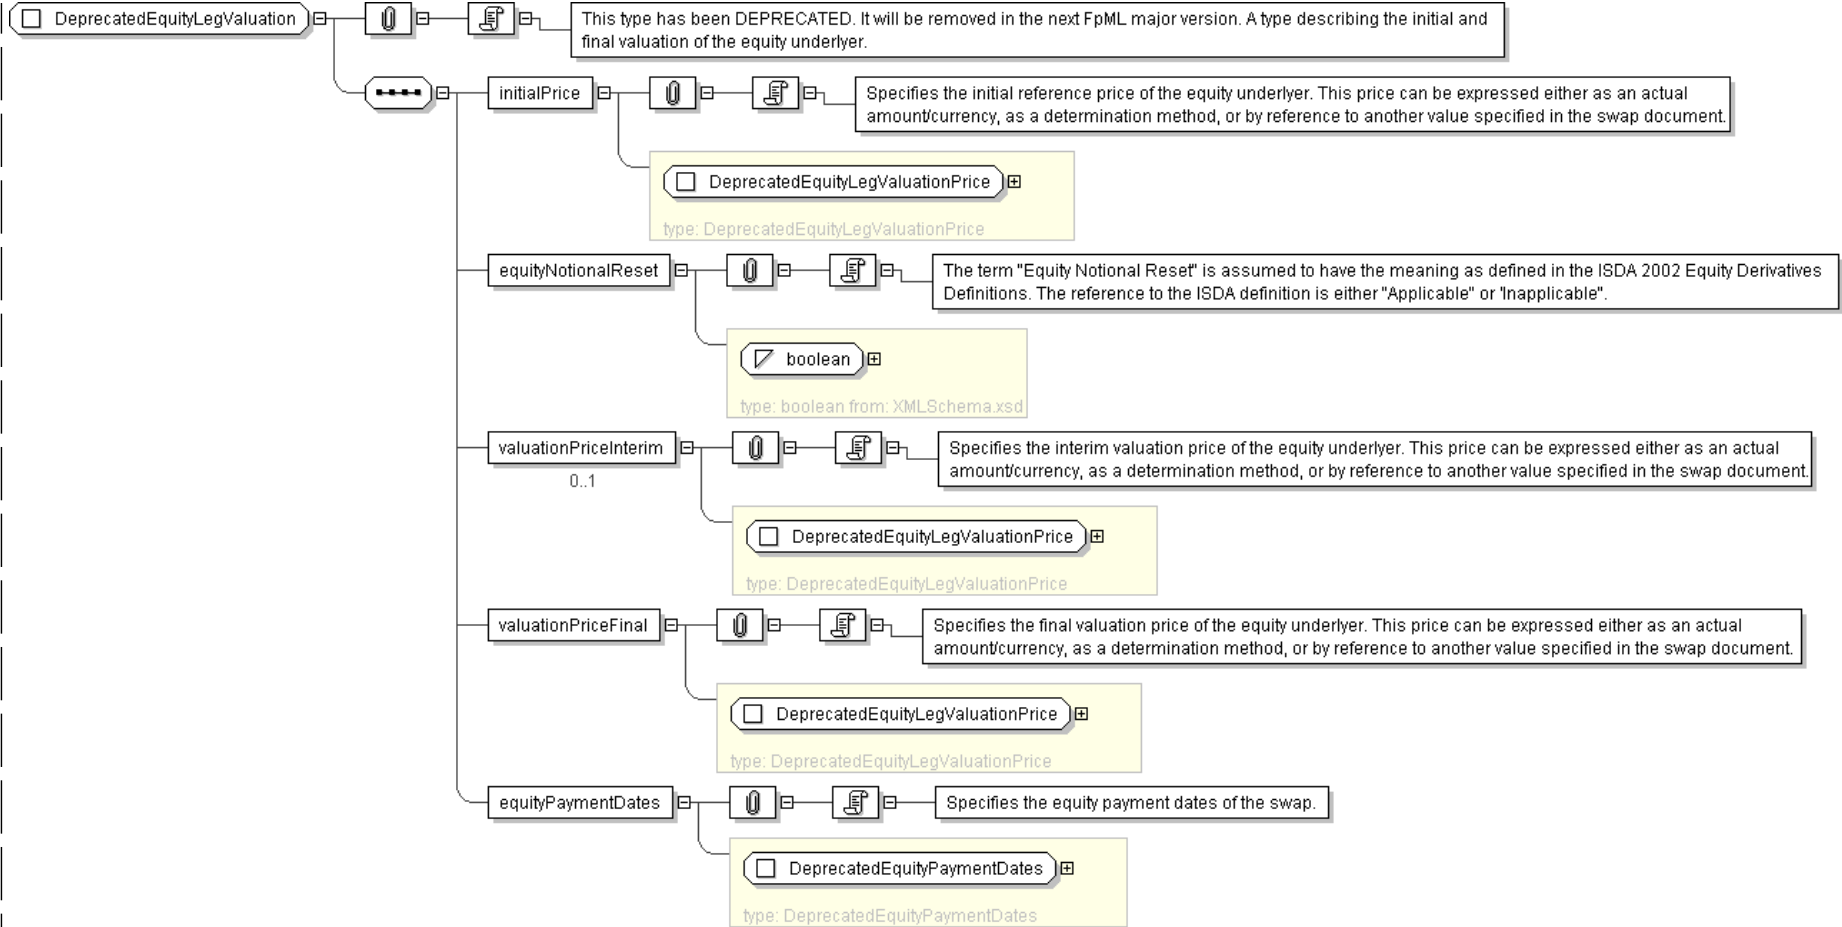 DeprecatedEquityLegValuation
This type has been DEPRECATED. It will be removed in the next FpML major version. A type describing the initial and
final valuation of the equity underlyer.
initialPrice
Specifies the initial reference price of the equity underlyer. This price can be expressed either as an actual
amount/currency, as a determination method, or by reference to another value specified in the swap document.
DeprecatedEquityLegValuationPrice
type: DeprecatedEquityLegValuationPrice
equityNotionalReset
The term "Equity Notional Reset" is assumed to have the meaning as defined in the ISDA 2002 Equity Derivatives
Definitions. The reference to the ISDA definition is either "Applicable" or 'Inapplicable".
boolean
type: boolean from: XMLSchema.xsd
valuationPriceInterim
0..1
Specifies the interim valuation price of the equity underlyer. This price can be expressed either as an actual
amount/currency, as a determination method, or by reference to another value specified in the swap document.
DeprecatedEquityLegValuationPrice
type: DeprecatedEquityLegValuationPrice
valuationPriceFinal
Specifies the final valuation price of the equity underlyer. This price can be expressed either as an actual
amount/currency, as a determination method, or by reference to another value specified in the swap document.
DeprecatedEquityLegValuationPrice
type: DeprecatedEquityLegValuationPrice
equityPaymentDates
Specifies the equity payment dates of the swap.
DeprecatedEquityPaymentDates
type: DeprecatedEquityPaymentDates